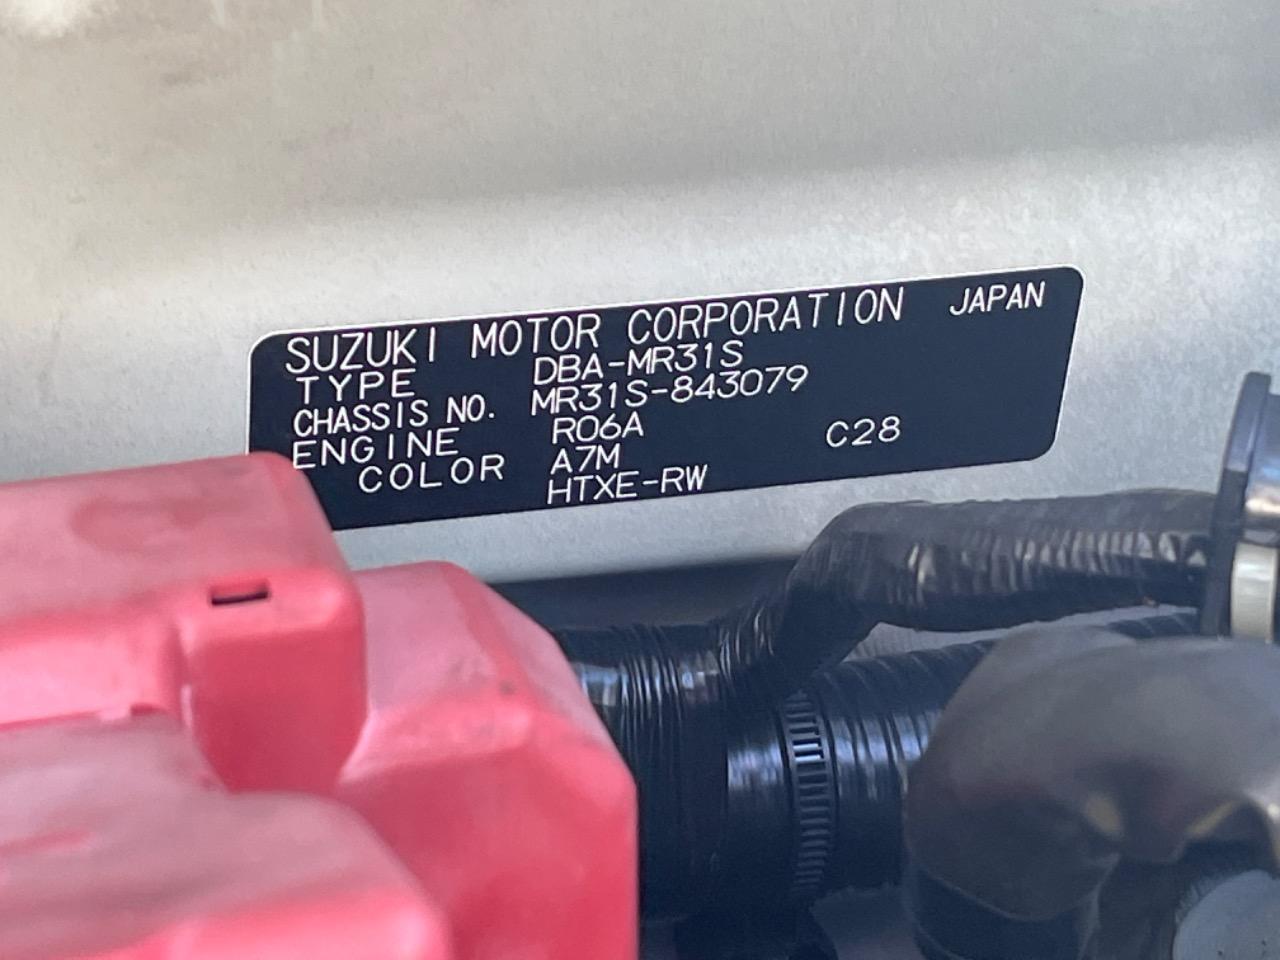 SUZUKI MOTOR CORPORATION JAPAN
TYPE DBA-MR31S
CHASSIS NO. MR31S-843079
ENGINE R06A
COLOR A7M C28
HTXE-RW